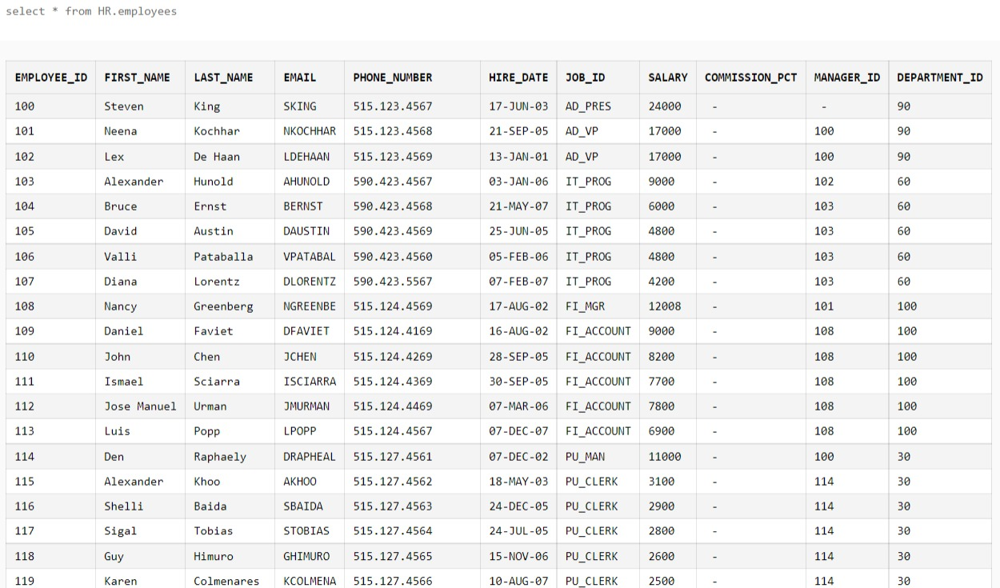 select * from HR.employees
EMPLOYEE_ID FIRST_NAME LAST_NAME EMAIL PHONE_NUMBER HIRE_DATE JOB_ID SALARY COMMISSION_PCT MANAGER_ID DEPARTMENT_ID
100 Steven King SKING 515.123.4567 17-JUN-03 AD_PRES 24000 - - 90
101 Neena Kochhar NKOCHHAR 515.123.4568 21-SEP-05 AD_VP 17000 - 100 90
102 Lex De Haan LDEHAAN 515.123.4569 13-JAN-01 AD_VP 17000 - 100 90
103 Alexander Hunold AHUNOLD 590.423.4567 03-JAN-06 IT_PROG 9000 - 102 60
104 Bruce Ernst BERNST 590.423.4568 21-MAY-07 IT_PROG 6000 - 103 60
105 David Austin DAUSTIN 590.423.4569 25-JUN-05 IT_PROG 4800 - 103 60
106 Valli Pataballa VPATABAL 590.423.4560 05-FEB-06 IT_PROG 4800 - 103 60
107 Diana Lorentz DLORENTZ 590.423.5567 07-FEB-07 IT_PROG 4200 - 103 60
108 Nancy Greenberg NGREENBE 515.124.4569 17-AUG-02 FI_MGR 12008 - 101 100
109 Daniel Faviet DFAVIET 515.124.4169 16-AUG-02 FI_ACCOUNT 9000 - 108 100
110 John Chen JCHEN 515.124.4269 28-SEP-05 FI_ACCOUNT 8200 - 108 100
111 Ismael Sciarra ISCIARRA 515.124.4369 30-SEP-05 FI_ACCOUNT 7700 - 108 100
112 Jose Manuel Urman JMURMAN 515.124.4469 07-MAR-06 FI_ACCOUNT 7800 - 108 100
113 Luis Popp LPOPP 515.124.4567 07-DEC-07 FI_ACCOUNT 6900 - 108 100
114 Den Raphaely DRAPHEAL 515.127.4561 07-DEC-02 PU_MAN 11000 - 100 30
115 Alexander Khoo AKHOO 515.127.4562 18-MAY-03 PU_CLERK 3100 - 114 30
116 Shelli Baida SBAIDA 515.127.4563 24-DEC-05 PU_CLERK 2900 - 114 30
117 Sigal Tobias STOBIAS 515.127.4564 24-JUL-05 PU_CLERK 2800 - 114 30
118 Guy Himuro GHIMURO 515.127.4565 15-NOV-06 PU_CLERK 2600 - 114 30
119 Karen Colmenares KCOLMENA 515.127.4566 10-AUG-07 PU_CLERK 2500 - 114 30